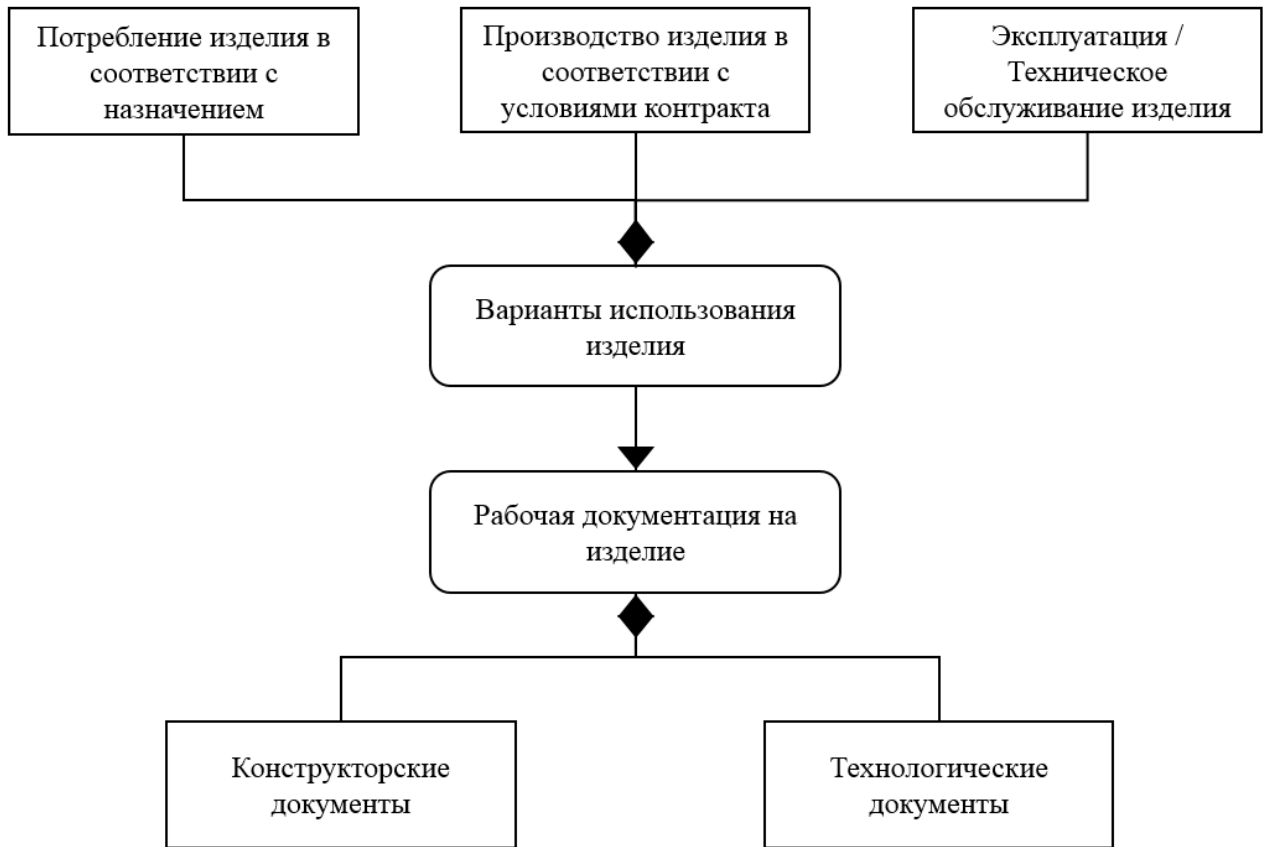 Потребление изделия в
соответствии с
назначением
Производство изделия в
соответствии с
условиями контракта
Эксплуатация /
Техническое
обслуживание изделия
Варианты использования
изделия
Рабочая документация на
изделие
Конструкторские
документы
Технологические
документы